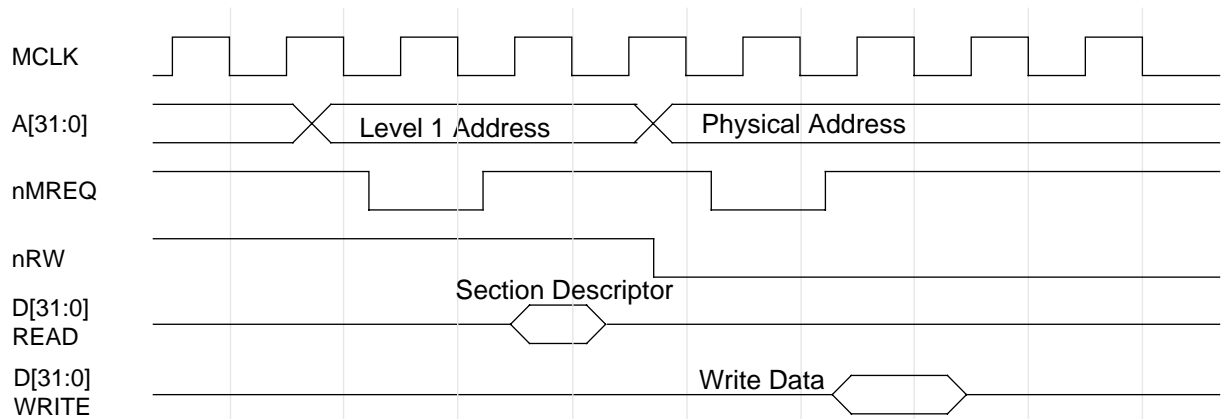 MCLK
A[31:0]
Level 1 Address
Physical Address
nMREQ
nRW
Section Descriptor
D[31:0]
READ
D[31:0]
Write Data
WRITE